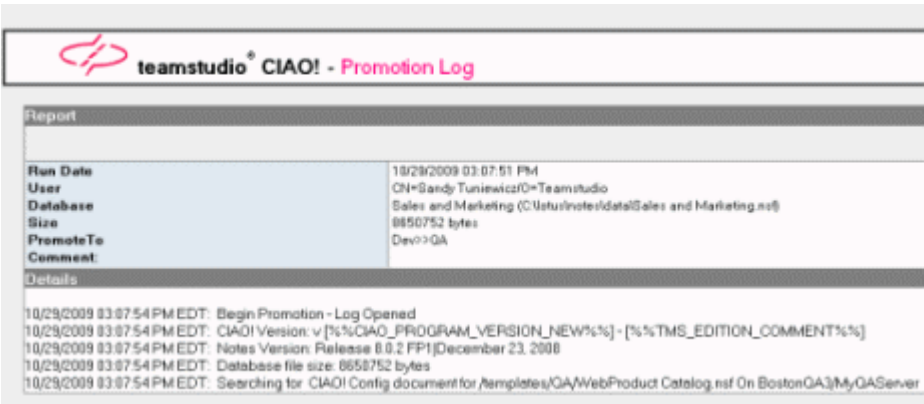 teamstudio® CIAO! - Promotion Log
Report
Run Date 10/29/2009 03:07:51 PM
User CN=Sandy Tuniewicz/O=Teamstudio
Database Sales and Marketing (C:\lotus\notes\data\Sales and Marketing.nsf)
Size 8650752 bytes
PromoteTo Dev>>QA
Comment:
Details
10/29/2009 03:07:54 PM EDT: Begin Promotion - Log Opened
10/29/2009 03:07:54 PM EDT: CIAO! Version: v [%%CIAO_PROGRAM_VERSION_NEW%%] - [%%TMS_EDITION_COMMENT%%]
10/29/2009 03:07:54 PM EDT: Notes Version: Release 8.0.2 FP1|December 23, 2008
10/29/2009 03:07:54 PM EDT: Database file size: 8650752 bytes
10/29/2009 03:07:54 PM EDT: Searching for CIAO! Config document for /templates/QA/WebProduct Catalog.nsf On BostonQA3/MyQAServer